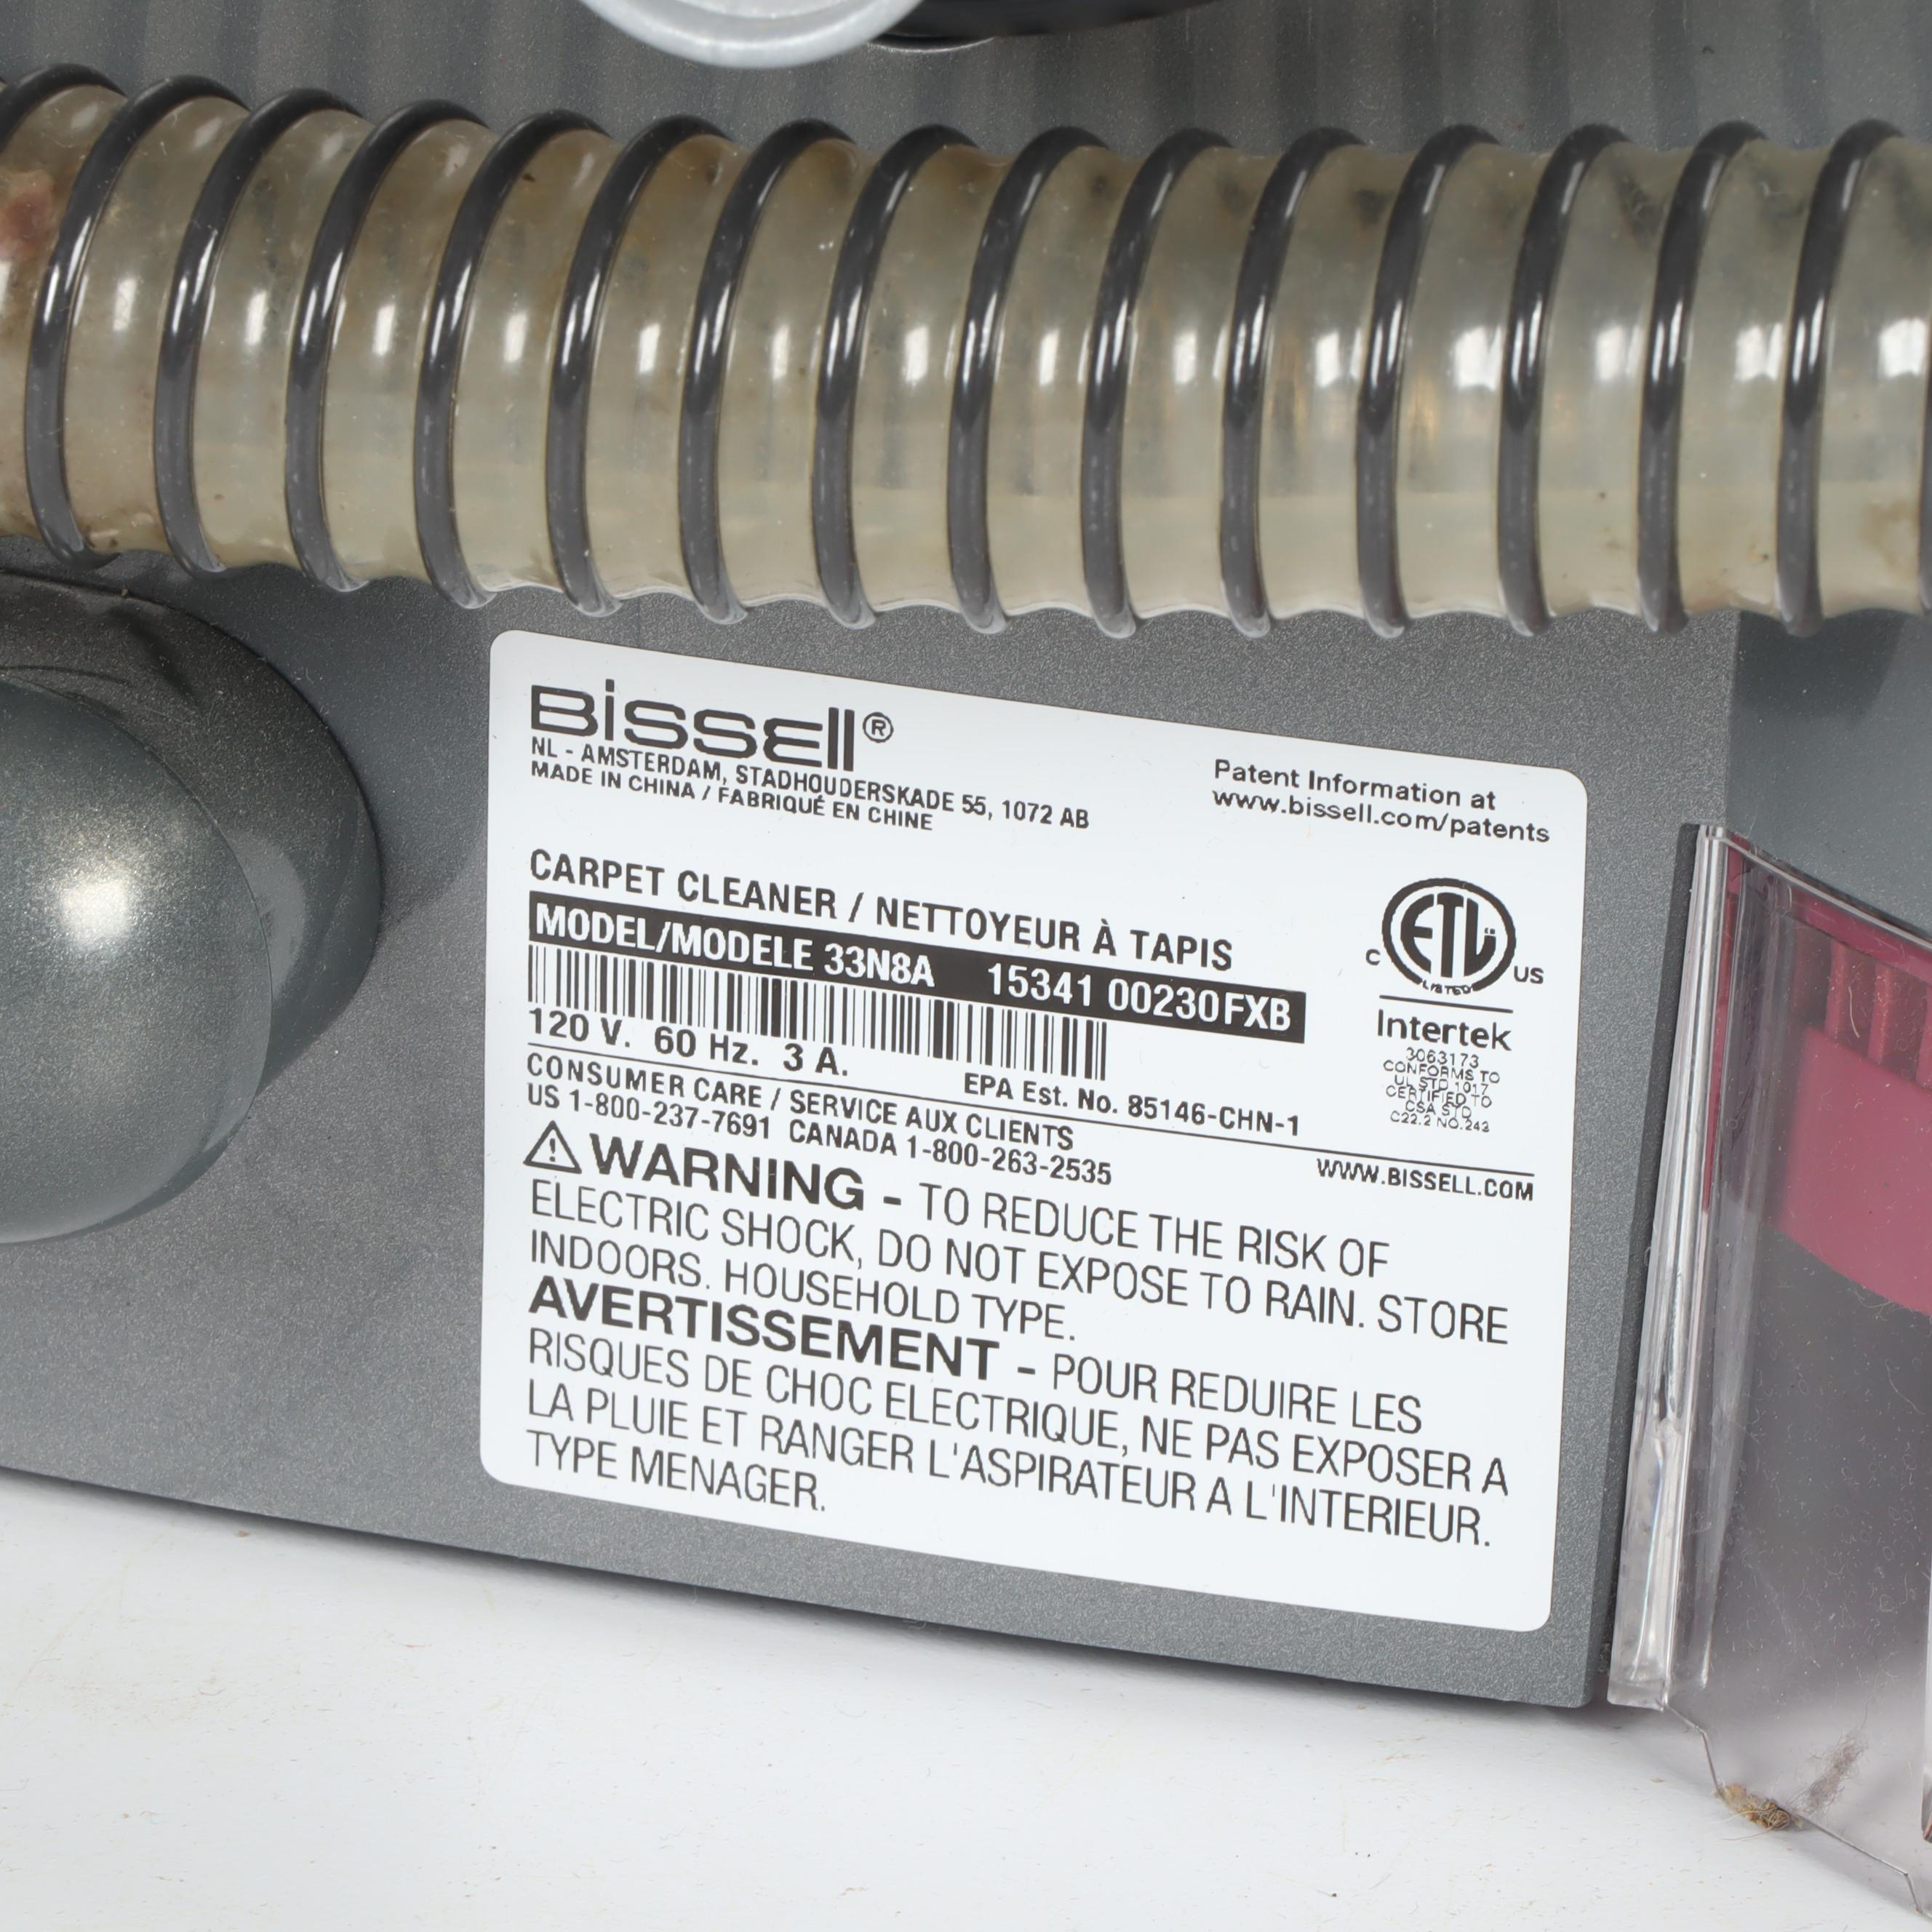 BISSELL®
NL - AMSTERDAM, STADHOUDERSKADE 55, 1072 AB
MADE IN CHINA / FABRIQUÉ EN CHINE
Patent Information at
www.bissell.com/patents
CARPET CLEANER / NETTOYEUR À TAPIS
MODEL/MODELE 33N8A 15341 00230FXB
120 V. 60 Hz. 3 A.
EPA Est. No. 85146-CHN-1
C ETL US
LISTED
Intertek
3063173
CONFORMS TO
UL STD 1017
CERTIFIED TO
CSA STD
C22.2 NO.243
CONSUMER CARE / SERVICE AUX CLIENTS
US 1-800-237-7691 CANADA 1-800-263-2535
WWW.BISSELL.COM
WARNING - TO REDUCE THE RISK OF
ELECTRIC SHOCK, DO NOT EXPOSE TO RAIN. STORE
INDOORS. HOUSEHOLD TYPE.
AVERTISSEMENT - POUR REDUIRE LES
RISQUES DE CHOC ELECTRIQUE, NE PAS EXPOSER A
LA PLUIE ET RANGER L'ASPIRATEUR A L'INTERIEUR.
TYPE MENAGER.